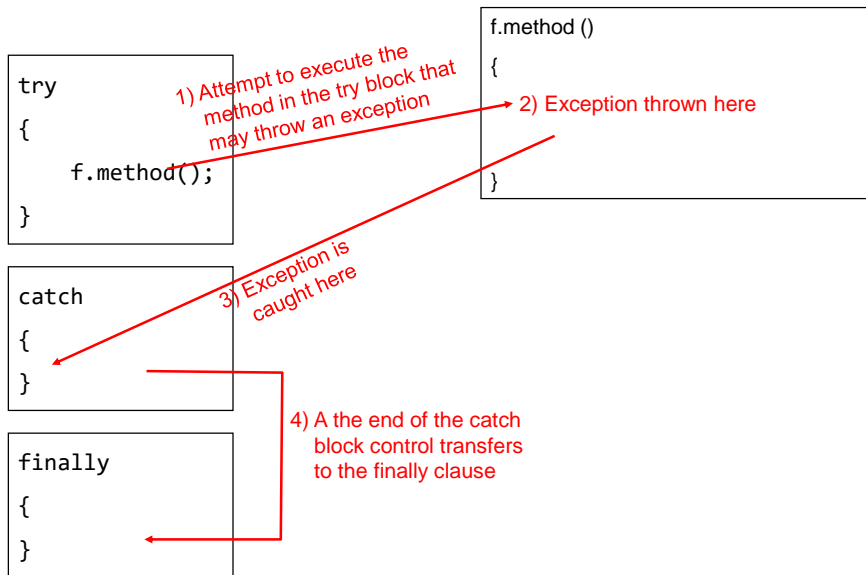 try
{
f.method();
}
1) Attempt to execute the
method in the try block that
may throw an exception
f.method ()
{
2) Exception thrown here
}
3) Exception is
caught here
catch
{
}
4) A the end of the catch
block control transfers
to the finally clause
finally
{
}